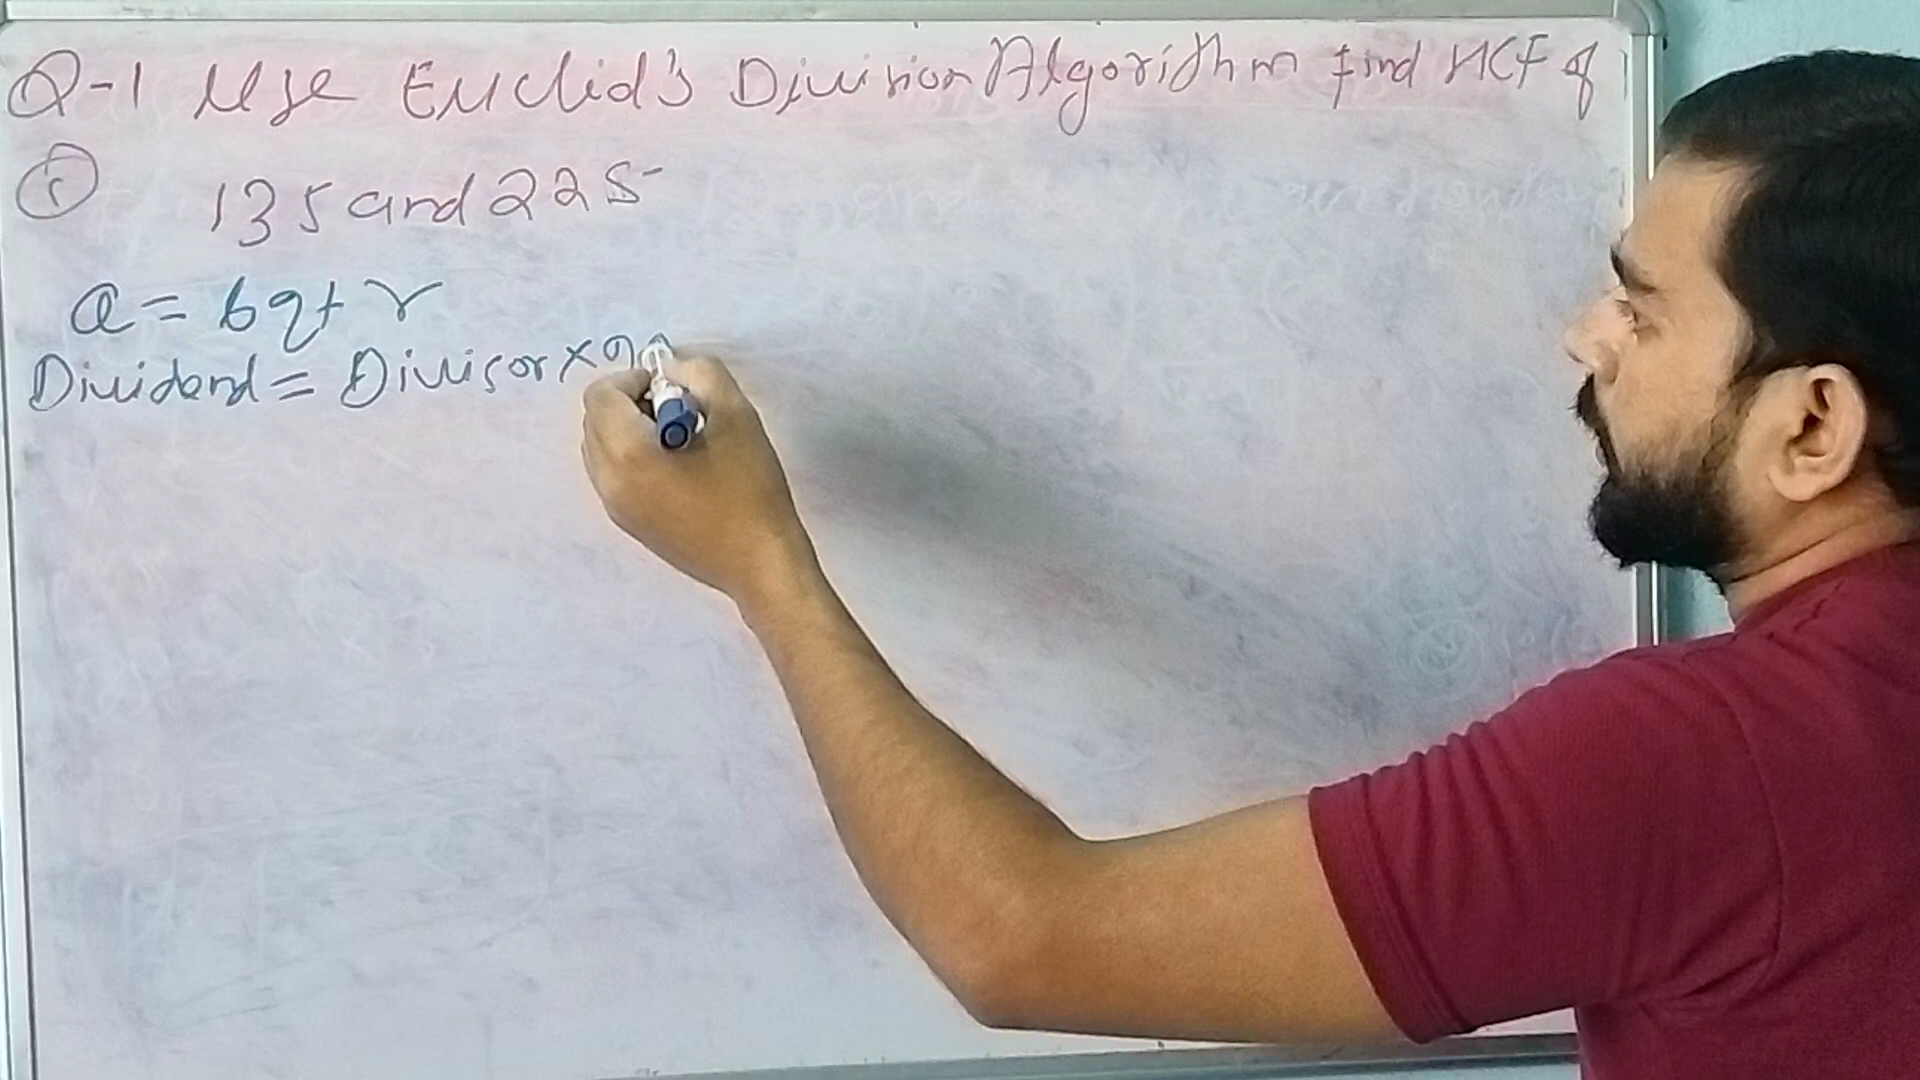 Q-1 Use Euclid's Division Algorithm find HCF of
(i) 135 and 225
a = bq + r
Dividend = Divisor ×